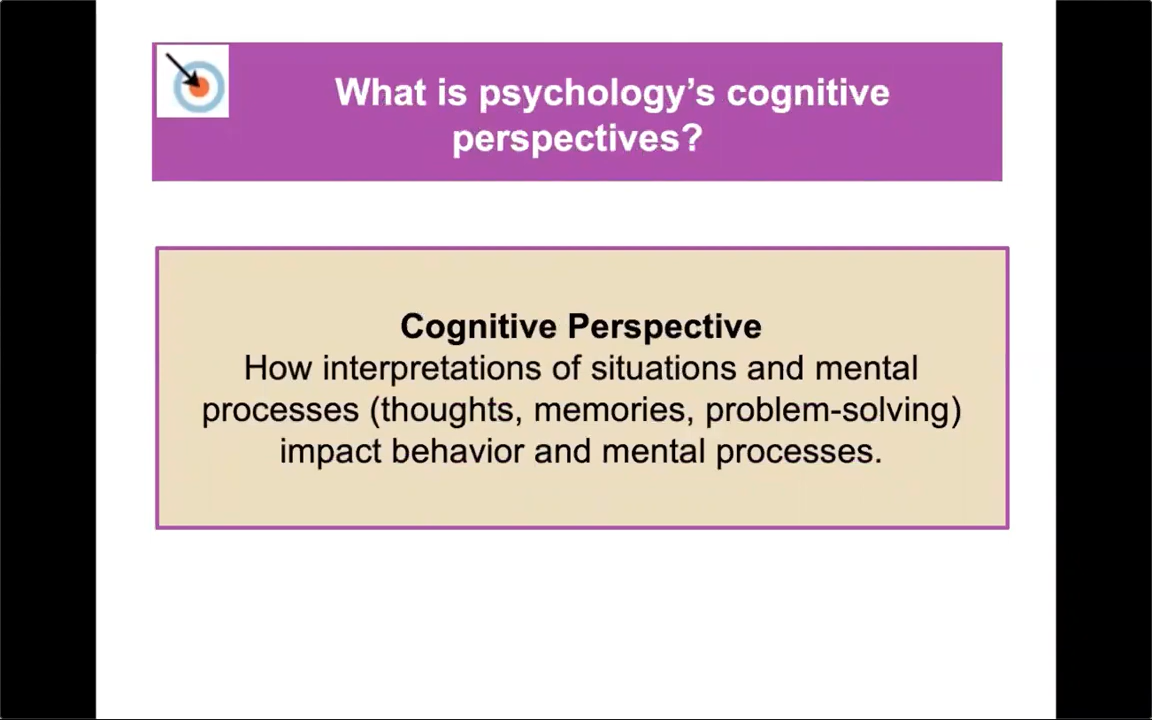 What is psychology’s cognitive
perspectives?
Cognitive Perspective
How interpretations of situations and mental
processes (thoughts, memories, problem-solving)
impact behavior and mental processes.